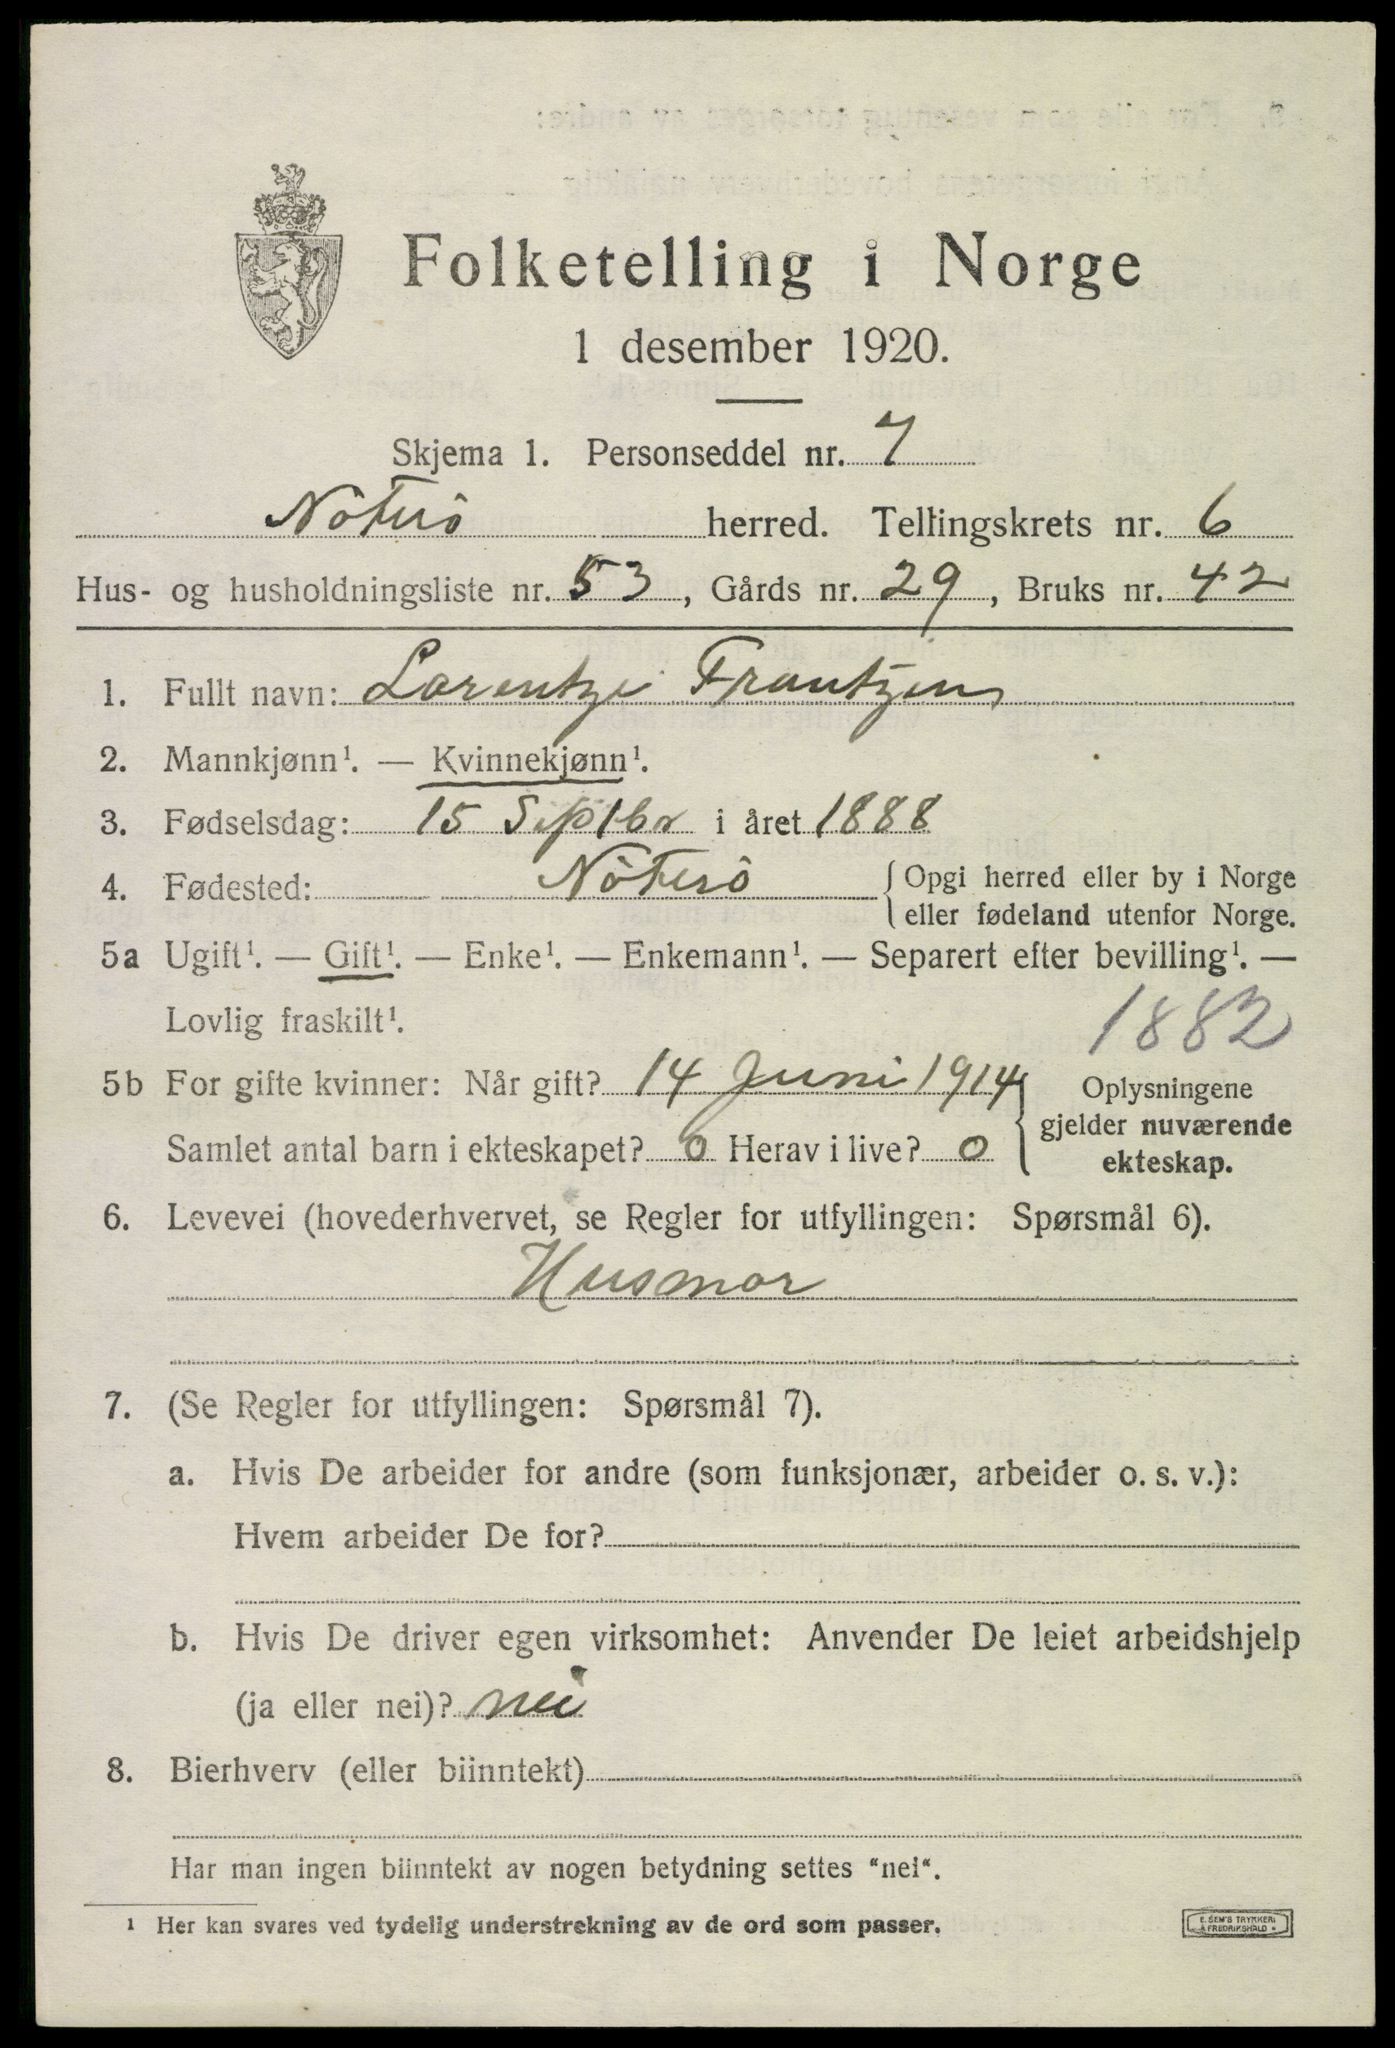 Folketelling i Norge
1 desember 1920.
Skjema 1. Personseddel nr. 7
Nôterô herred. Tellingskrets nr. 6
Hus- og husholdningsliste nr. 53, Gårds nr. 29, Bruks nr. 42
1. Fullt navn: Lorentze Frantzen
2. Mannkjønn¹. — Kvinnekjønn¹.
3. Fødselsdag: 15 Septbr i året 1888
4. Fødested: Nôterô { Opgi herred eller by i Norge
eller fødeland utenfor Norge.
5a Ugift¹. — Gift¹. — Enke¹. — Enkemann¹. — Separert efter bevilling¹. —
Lovlig fraskilt¹. 1882
5b For gifte kvinner: Når gift? 14 Juni 1914 Oplysningene
gjelder nuværende
Samlet antal barn i ekteskapet? 0 Herav i live? 0 ekteskap.
6. Levevei (hovederhvervet, se Regler for utfyllingen: Spørsmål 6).
Husmor
7. (Se Regler for utfyllingen: Spørsmål 7).
a. Hvis De arbeider for andre (som funksjonær, arbeider o. s. v.):
Hvem arbeider De for?
b. Hvis De driver egen virksomhet: Anvender De leiet arbeidshjelp
(ja eller nei)? nei
8. Bierhverv (eller biinntekt)
Har man ingen biinntekt av nogen betydning settes "nei".
¹ Her kan svares ved tydelig understrekning av de ord som passer.
E. SEM'S TRYKKERI
FREDRIKSHALD